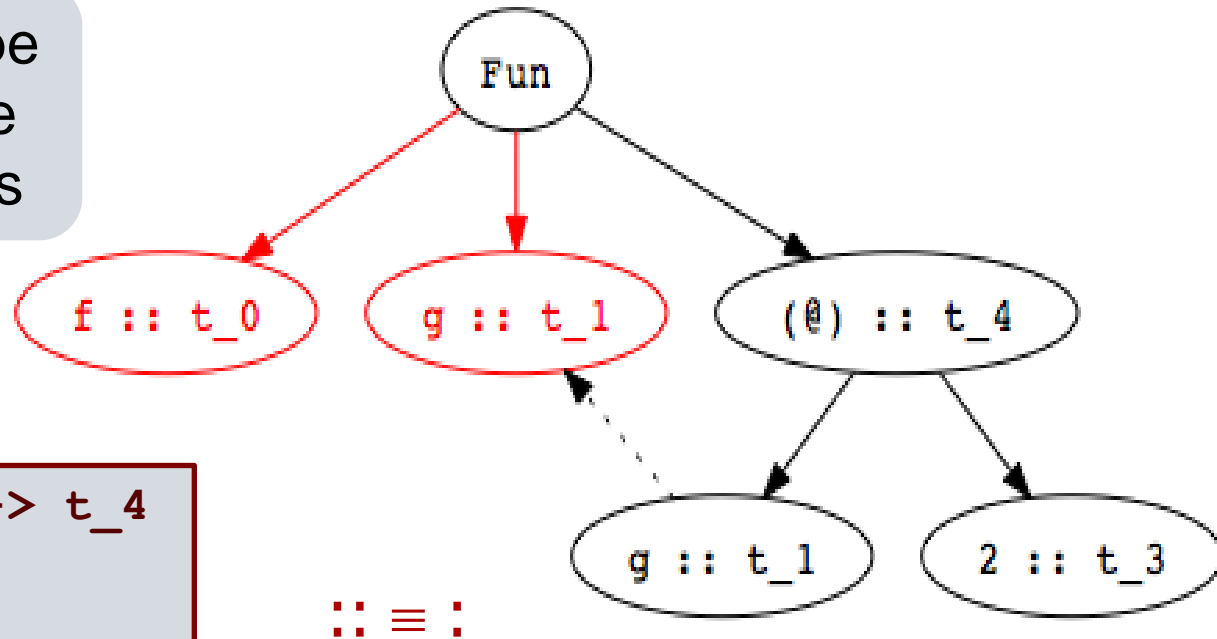 Fun
f :: t_0
g :: t_1
(@) :: t_4
-> t_4
g :: t_1
2 :: t_3
:: ≡ :